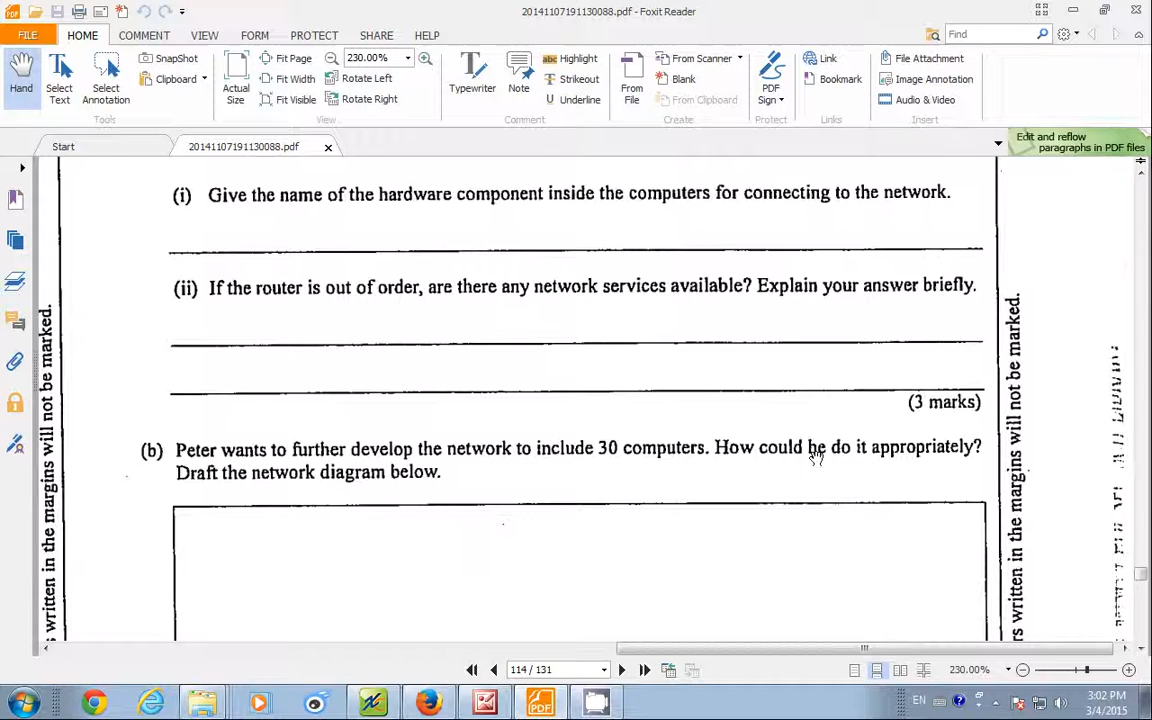 20141107191130088.pdf - Foxit Reader
FILE HOME COMMENT VIEW FORM PROTECT SHARE HELP
Find
Hand
Select
Text
Select
Annotation
SnapShot
Clipboard
Tools
Actual
Size
Fit Page
Fit Width
Fit Visible
230.00%
Rotate Left
Rotate Right
View
Typewriter
Note
Highlight
Strikeout
Underline
Comment
From
File
From Scanner
Blank
From Clipboard
Create
PDF
Sign
Protect
Link
Bookmark
Links
File Attachment
Image Annotation
Audio & Video
Insert
Start
20141107191130088.pdf
Edit and reflow
paragraphs in PDF files
(i) Give the name of the hardware component inside the computers for connecting to the network.
(ii) If the router is out of order, are there any network services available? Explain your answer briefly.
(3 marks)
(b) Peter wants to further develop the network to include 30 computers. How could he do it appropriately?
Draft the network diagram below.
s written in the margins will not be marked.
rs written in the margins will not be marked.
114 / 131
230.00%
EN
3:02 PM
3/4/2015